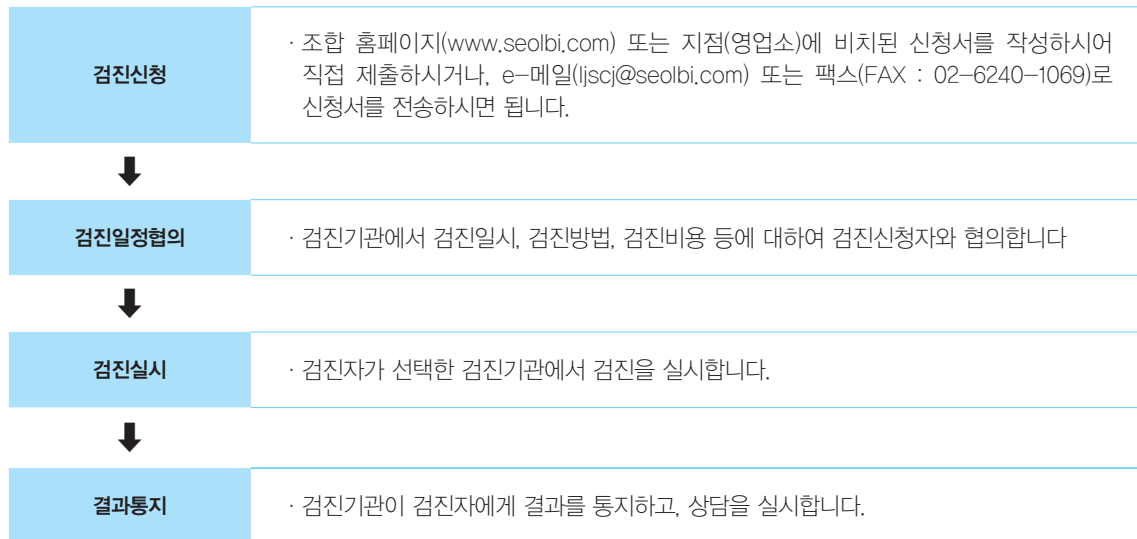 검진신청
· 조합 홈페이지(www.seolbi.com) 또는 지점(영업소)에 비치된 신청서를 작성하시어
직접 제출하시거나, e-메일(ljscj@seolbi.com) 또는 팩스(FAX : 02-6240-1069)로
신청서를 전송하시면 됩니다.
검진일정협의
· 검진기관에서 검진일시, 검진방법, 검진비용 등에 대하여 검진신청자와 협의합니다
검진실시
· 검진자가 선택한 검진기관에서 검진을 실시합니다.
결과통지
· 검진기관이 검진자에게 결과를 통지하고, 상담을 실시합니다.